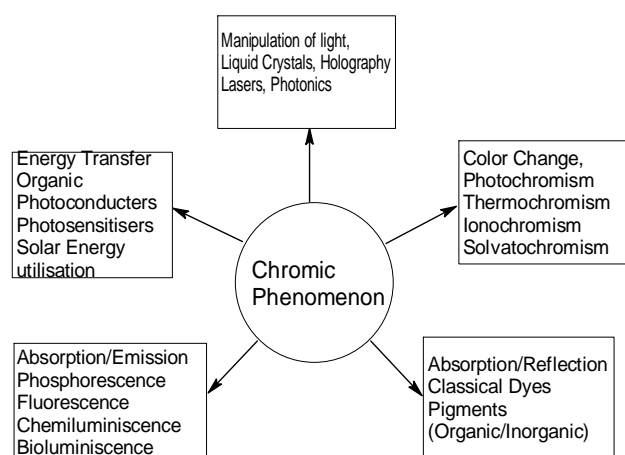 Manipulation of light,
Liquid Crystals, Holography
Lasers, Photonics
Energy Transfer
Organic
Photoconducters
Photosensitisers
Solar Energy
utilisation
Color Change,
Photochromism
Thermochromism
Ionochromism
Solvatochromism
Chromic
Phenomenon
Absorption/Emission
Phosphorescence
Fluorescence
Chemiluminiscence
Bioluminiscence
Absorption/Reflection
Classical Dyes
Pigments
(Organic/Inorganic)